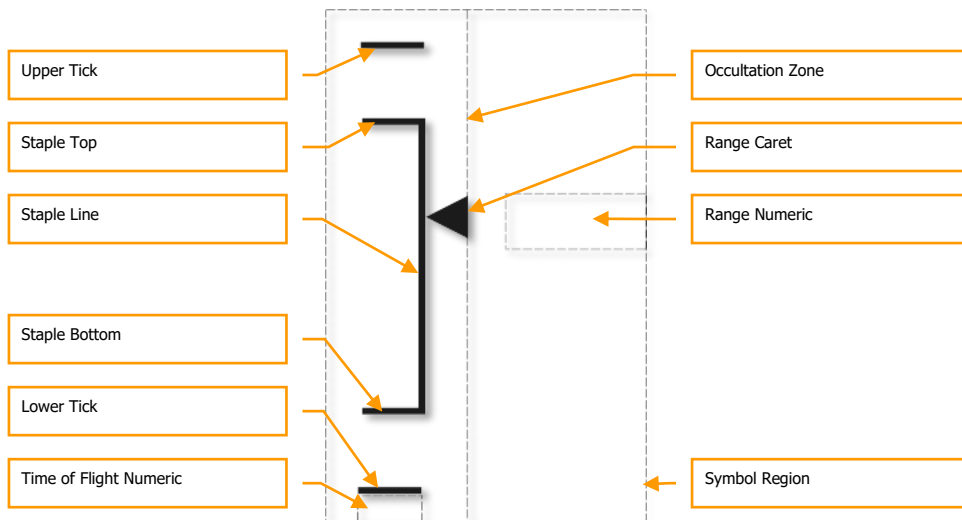 Upper Tick
Staple Top
Staple Line
Staple Bottom
Lower Tick
Time of Flight Numeric
Occultation Zone
Range Caret
Range Numeric
Symbol Region